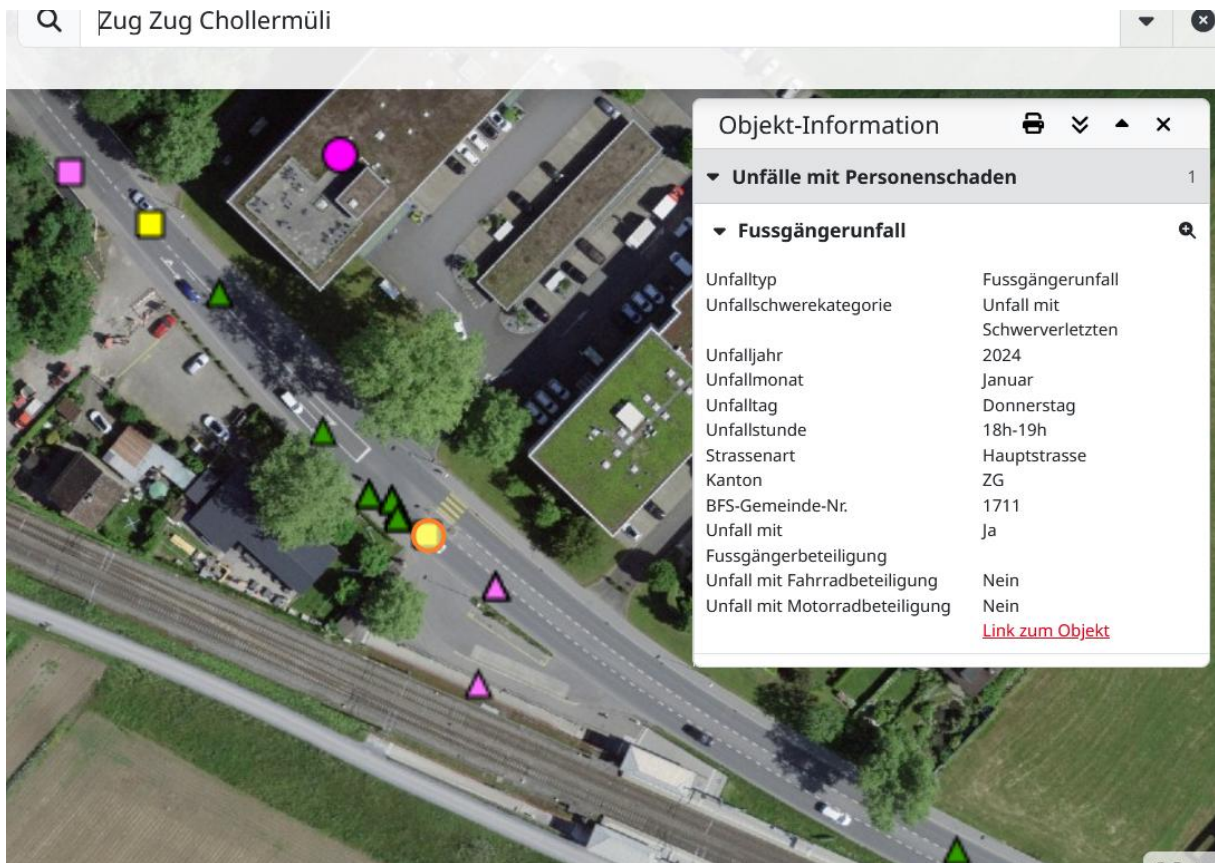 Zug Zug Chollermüli
Objekt-Information
Unfälle mit Personenschaden 1
Fussgängerunfall
Unfalltyp Fussgängerunfall
Unfallschwerekategorie Unfall mit
Schwerverletzten
Unfalljahr 2024
Unfallmonat Januar
Unfalltag Donnerstag
Unfallstunde 18h-19h
Strassenart Hauptstrasse
Kanton ZG
BFS-Gemeinde-Nr. 1711
Unfall mit Ja
Fussgängerbeteiligung
Unfall mit Fahrradbeteiligung Nein
Unfall mit Motorradbeteiligung Nein
Link zum Objekt